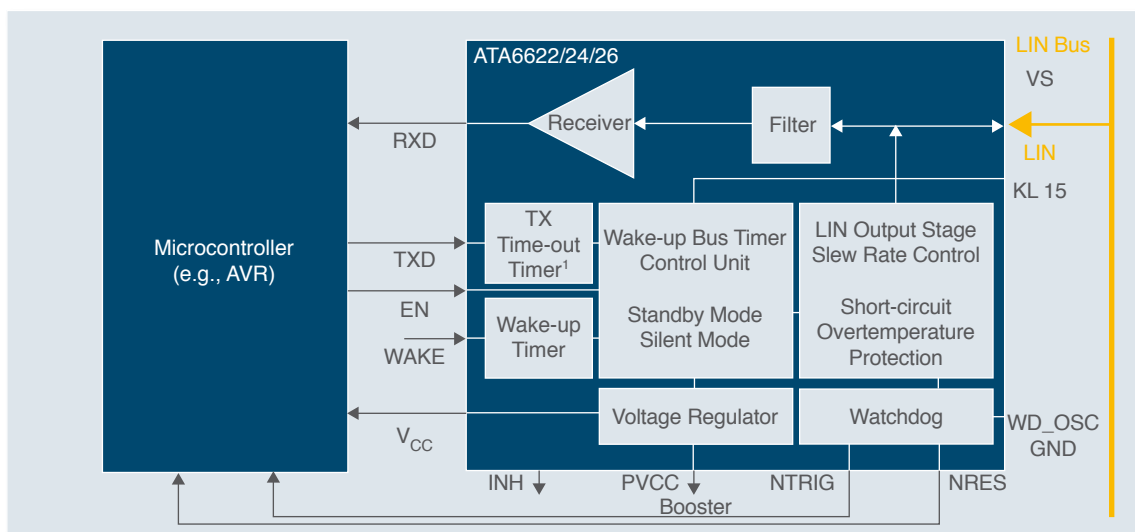 ATA6622/24/26
LIN Bus
VS
Receiver
Filter
RXD
LIN
KL 15
Microcontroller
(e.g., AVR)
TX
Time-out
Timer¹
Wake-up Bus Timer
Control Unit
LIN Output Stage
Slew Rate Control
TXD
EN
Wake-up
Timer
Standby Mode
Silent Mode
Short-circuit
Overtemperature
Protection
WAKE
Voltage Regulator
Watchdog
VCC
WD_OSC
GND
INH
PVCC
NTRIG
NRES
Booster